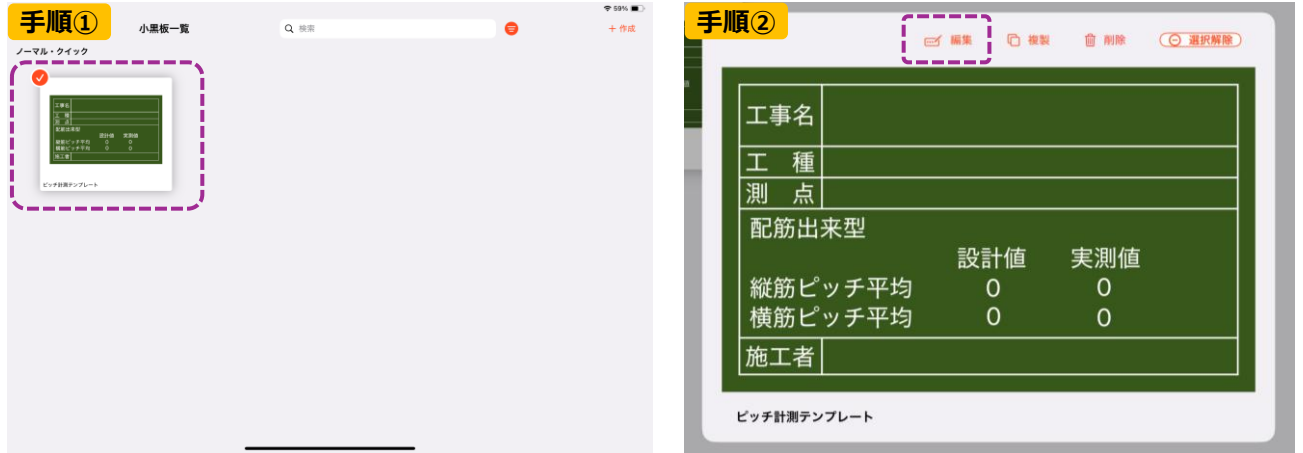 手順①
小黒板一覧
検索
59%
+ 作成
ノーマル・クイック
工事名
工 種
測 点
配筋出来型
設計値 実測値
縦筋ピッチ平均 0 0
横筋ピッチ平均 0 0
施工者
ピッチ計測テンプレート
手順②
編集 複製 削除 選択解除
工事名
工 種
測 点
配筋出来型
設計値 実測値
縦筋ピッチ平均 0 0
横筋ピッチ平均 0 0
施工者
ピッチ計測テンプレート